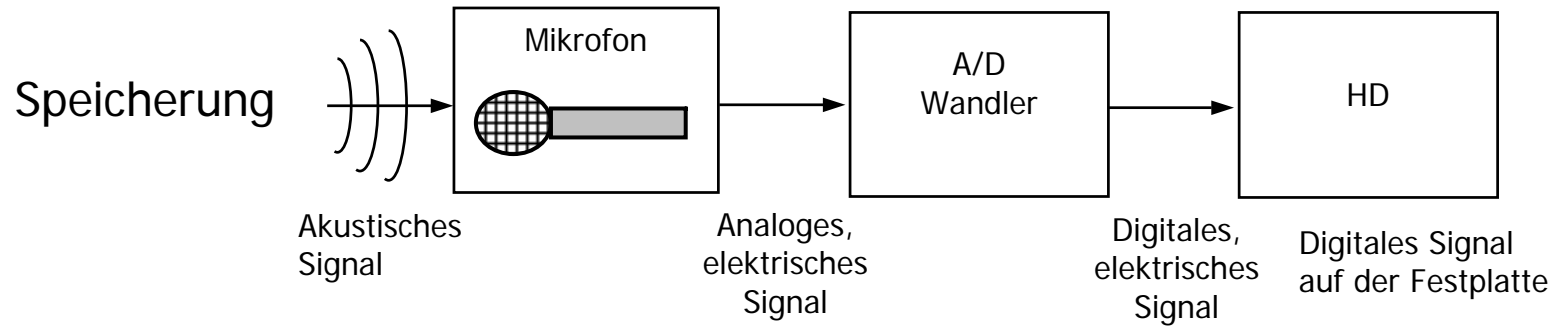 Speicherung
Mikrofon
A/D
Wandler
HD
Akustisches
Signal
Analoges,
elektrisches
Signal
Digitales,
elektrisches
Signal
Digitales Signal
auf der Festplatte